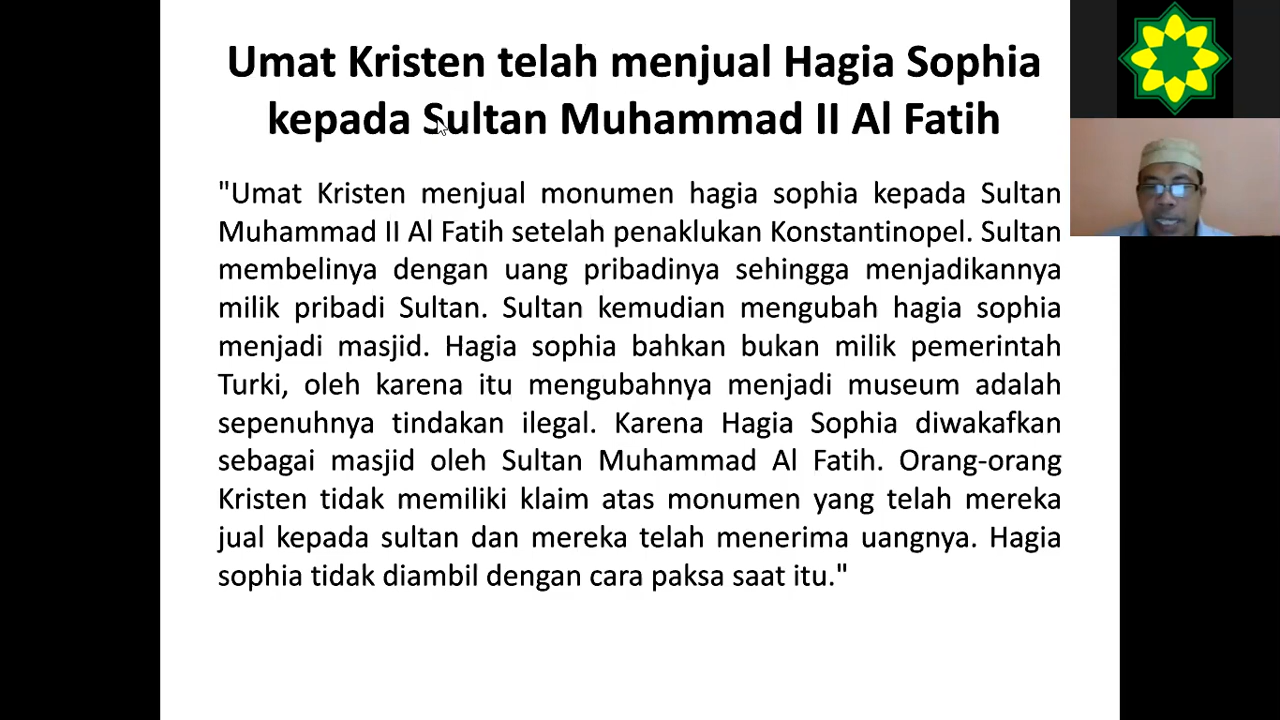 Umat Kristen telah menjual Hagia Sophia
kepada Sultan Muhammad II Al Fatih
"Umat Kristen menjual monumen hagia sophia kepada Sultan
Muhammad II Al Fatih setelah penaklukan Konstantinopel. Sultan
membelinya dengan uang pribadinya sehingga menjadikannya
milik pribadi Sultan. Sultan kemudian mengubah hagia sophia
menjadi masjid. Hagia sophia bahkan bukan milik pemerintah
Turki, oleh karena itu mengubahnya menjadi museum adalah
sepenuhnya tindakan ilegal. Karena Hagia Sophia diwakafkan
sebagai masjid oleh Sultan Muhammad Al Fatih. Orang-orang
Kristen tidak memiliki klaim atas monumen yang telah mereka
jual kepada sultan dan mereka telah menerima uangnya. Hagia
sophia tidak diambil dengan cara paksa saat itu."